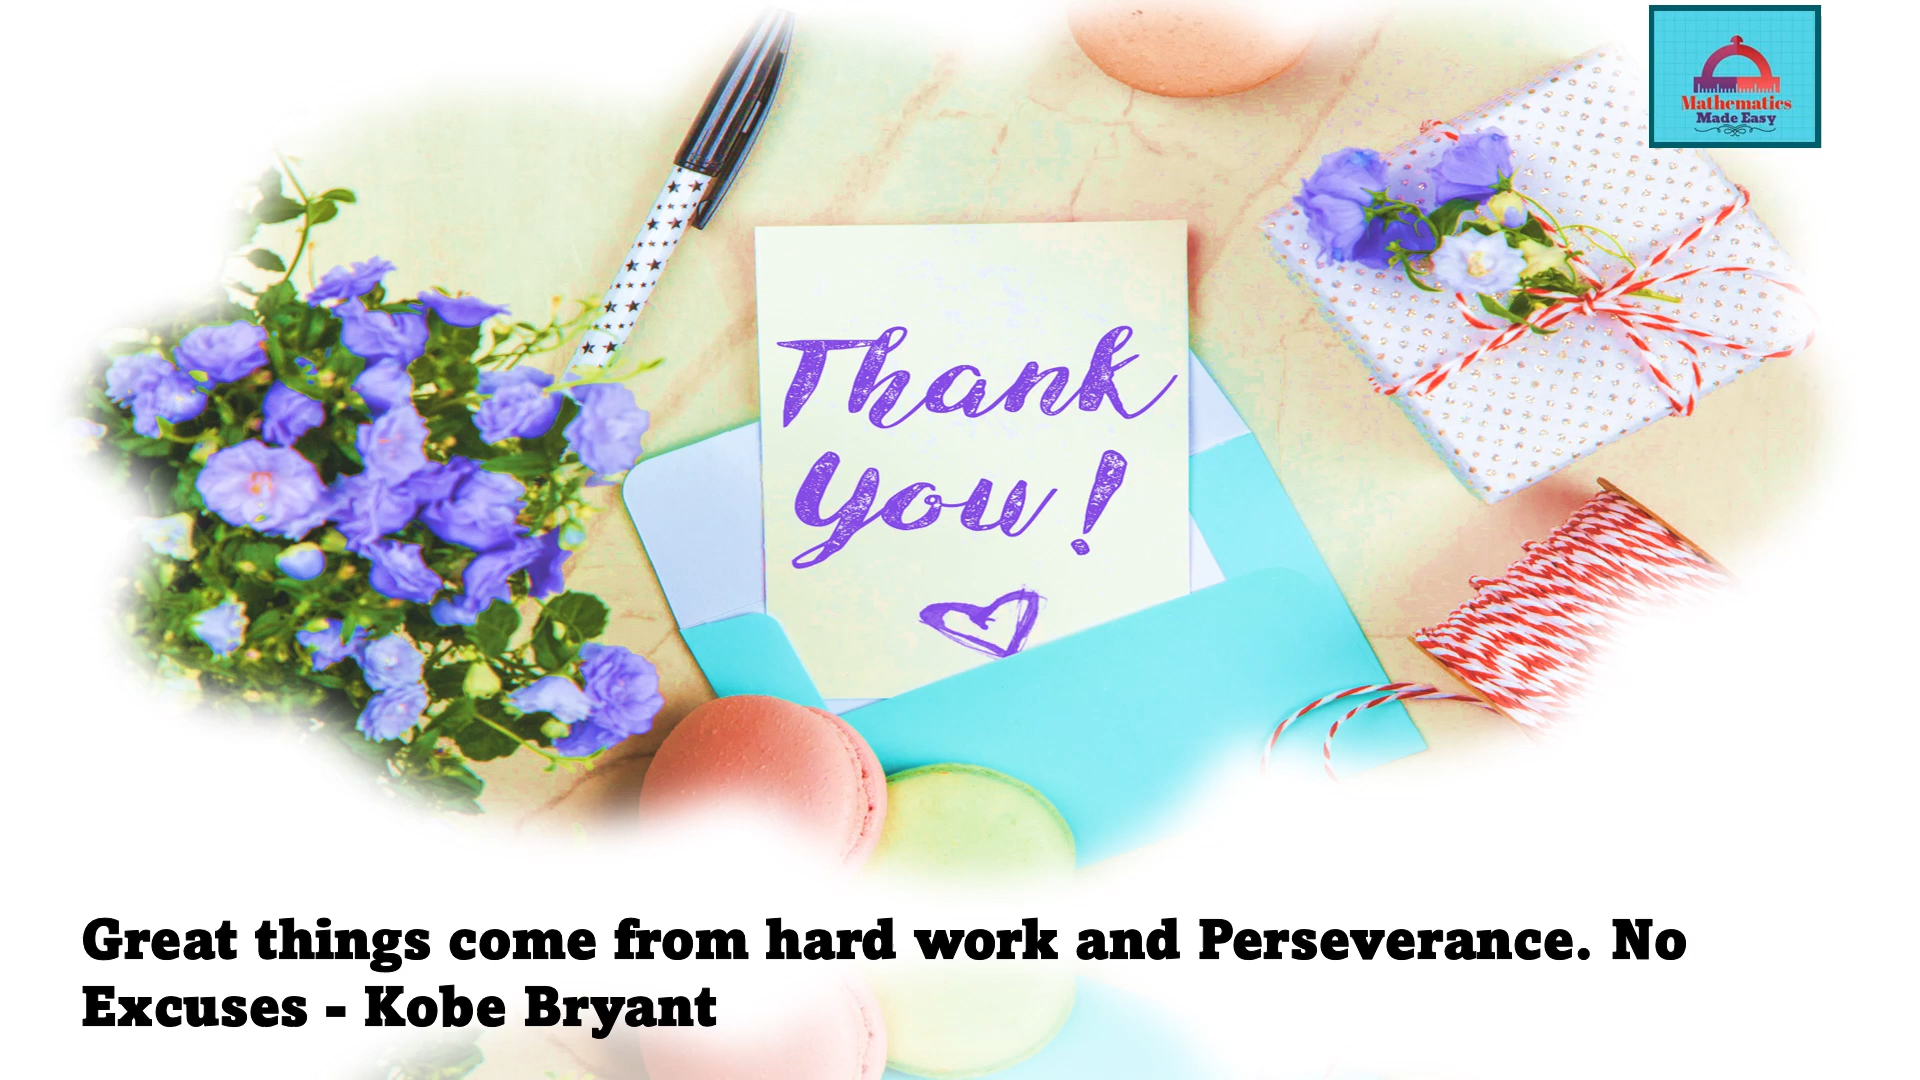 Mathematics
Made Easy
Thank
You!
Great things come from hard work and Perseverance. No
Excuses - Kobe Bryant